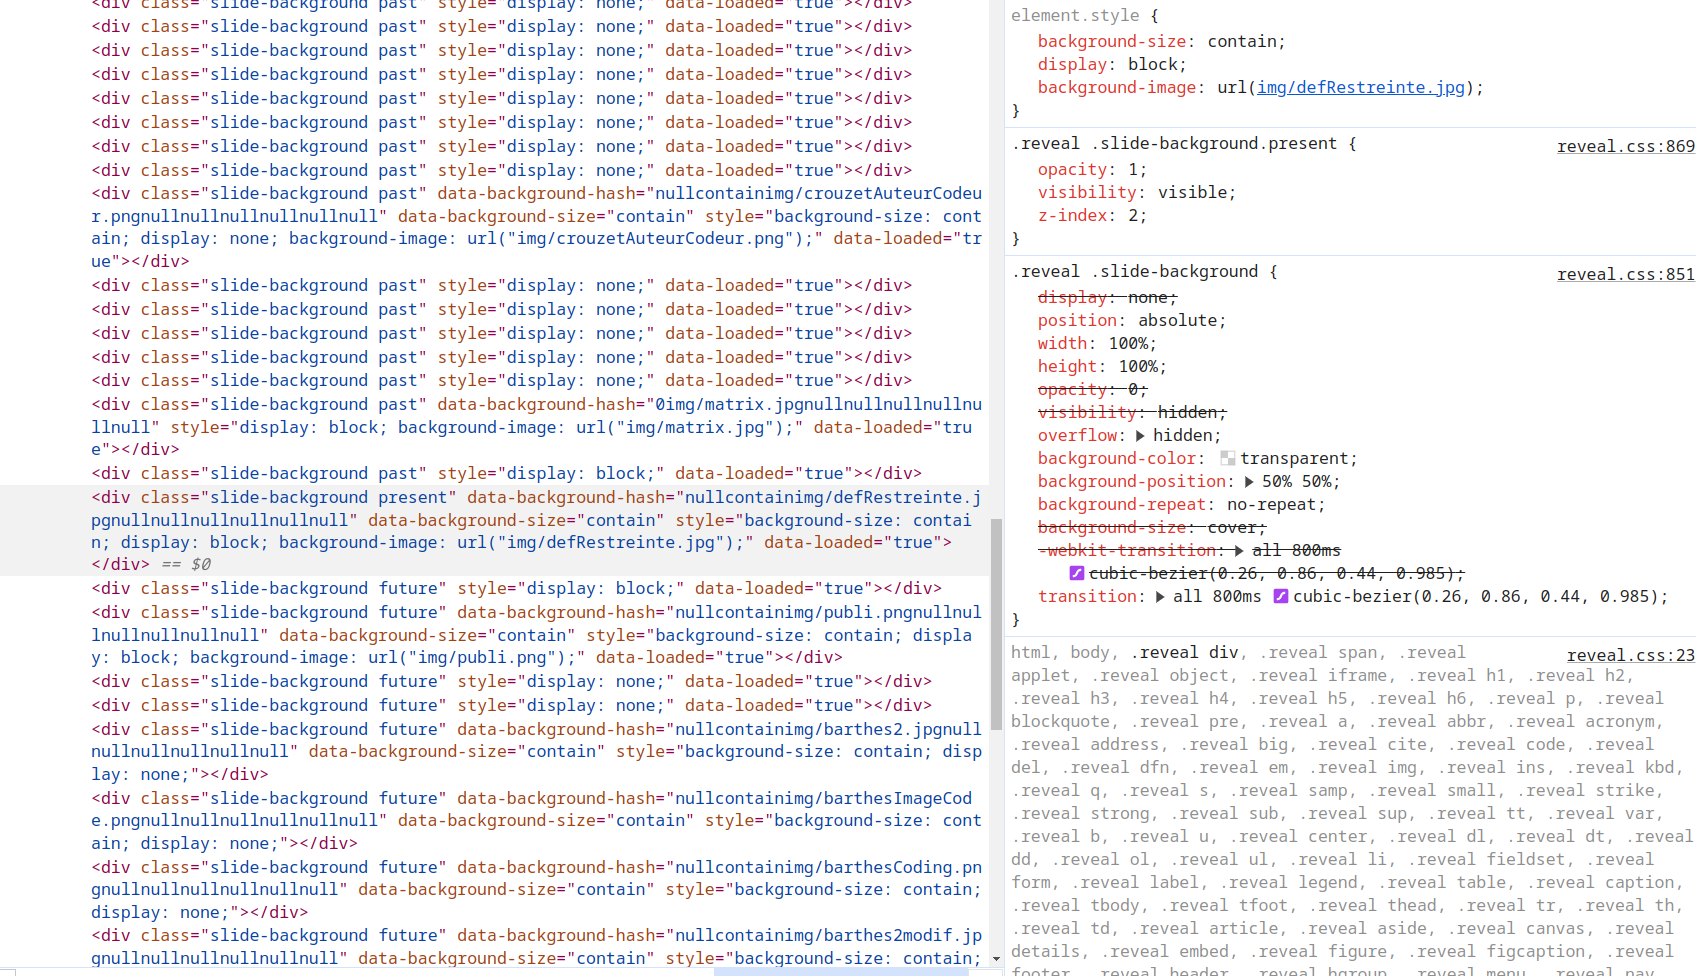 <div class="slide-background past" style="display: none;" data-loaded="true"></div>
<div class="slide-background past" style="display: none;" data-loaded="true"></div>
<div class="slide-background past" style="display: none;" data-loaded="true"></div>
<div class="slide-background past" style="display: none;" data-loaded="true"></div>
<div class="slide-background past" style="display: none;" data-loaded="true"></div>
<div class="slide-background past" style="display: none;" data-loaded="true"></div>
<div class="slide-background past" style="display: none;" data-loaded="true"></div>
<div class="slide-background past" style="display: none;" data-loaded="true"></div>
<div class="slide-background past" data-background-hash="nullcontainimg/crouzetAuteurCodeu
r.pngnullnullnullnullnullnull" data-background-size="contain" style="background-size: cont
ain; display: none; background-image: url("img/crouzetAuteurCodeur.png");" data-loaded="tr
ue"></div>
<div class="slide-background past" style="display: none;" data-loaded="true"></div>
<div class="slide-background past" style="display: none;" data-loaded="true"></div>
<div class="slide-background past" style="display: none;" data-loaded="true"></div>
<div class="slide-background past" style="display: none;" data-loaded="true"></div>
<div class="slide-background past" style="display: none;" data-loaded="true"></div>
<div class="slide-background past" data-background-hash="0img/matrix.jpgnullnullnullnullnu
llnull" style="display: block; background-image: url("img/matrix.jpg");" data-loaded="tru
e"></div>
<div class="slide-background past" style="display: block;" data-loaded="true"></div>
<div class="slide-background present" data-background-hash="nullcontainimg/defRestreinte.j
pgnullnullnullnullnullnull" data-background-size="contain" style="background-size: contai
n; display: block; background-image: url("img/defRestreinte.jpg");" data-loaded="true">
</div> == $0
<div class="slide-background future" style="display: block;" data-loaded="true"></div>
<div class="slide-background future" data-background-hash="nullcontainimg/publi.pngnullnul
lnullnullnullnull" data-background-size="contain" style="background-size: contain; displa
y: block; background-image: url("img/publi.png");" data-loaded="true"></div>
<div class="slide-background future" style="display: none;" data-loaded="true"></div>
<div class="slide-background future" style="display: none;" data-loaded="true"></div>
<div class="slide-background future" data-background-hash="nullcontainimg/barthes2.jpgnull
nullnullnullnullnull" data-background-size="contain" style="background-size: contain; disp
lay: none;"></div>
<div class="slide-background future" data-background-hash="nullcontainimg/barthesImageCod
e.pngnullnullnullnullnullnull" data-background-size="contain" style="background-size: cont
ain; display: none;"></div>
<div class="slide-background future" data-background-hash="nullcontainimg/barthesCoding.pn
gnullnullnullnullnullnull" data-background-size="contain" style="background-size: contain;
display: none;"></div>
<div class="slide-background future" data-background-hash="nullcontainimg/barthes2modif.jp
gnullnullnullnullnullnull" data-background-size="contain" style="background-size: contain;
element.style {
background-size: contain;
display: block;
background-image: url(img/defRestreinte.jpg);
}
.reveal .slide-background.present {
reveal.css:869
opacity: 1;
visibility: visible;
z-index: 2;
}
.reveal .slide-background {
reveal.css:851
display: none;
position: absolute;
width: 100%;
height: 100%;
opacity: 0;
visibility: hidden;
overflow: hidden;
background-color: transparent;
background-position: 50% 50%;
background-repeat: no-repeat;
background-size: cover;
-webkit-transition: all 800ms
cubic-bezier(0.26, 0.86, 0.44, 0.985);
transition: all 800ms cubic-bezier(0.26, 0.86, 0.44, 0.985);
}
html, body, .reveal div, .reveal span, .reveal
reveal.css:23
applet, .reveal object, .reveal iframe, .reveal h1, .reveal h2,
.reveal h3, .reveal h4, .reveal h5, .reveal h6, .reveal p, .reveal
blockquote, .reveal pre, .reveal a, .reveal abbr, .reveal acronym,
.reveal address, .reveal big, .reveal cite, .reveal code, .reveal
del, .reveal dfn, .reveal em, .reveal img, .reveal ins, .reveal kbd,
.reveal q, .reveal s, .reveal samp, .reveal small, .reveal strike,
.reveal strong, .reveal sub, .reveal sup, .reveal tt, .reveal var,
.reveal b, .reveal u, .reveal center, .reveal dl, .reveal dt, .reveal
dd, .reveal ol, .reveal ul, .reveal li, .reveal fieldset, .reveal
form, .reveal label, .reveal legend, .reveal table, .reveal caption,
.reveal tbody, .reveal tfoot, .reveal thead, .reveal tr, .reveal th,
.reveal td, .reveal article, .reveal aside, .reveal canvas, .reveal
details, .reveal embed, .reveal figure, .reveal figcaption, .reveal
footer, .reveal header, .reveal hgroup, .reveal menu, .reveal nav,